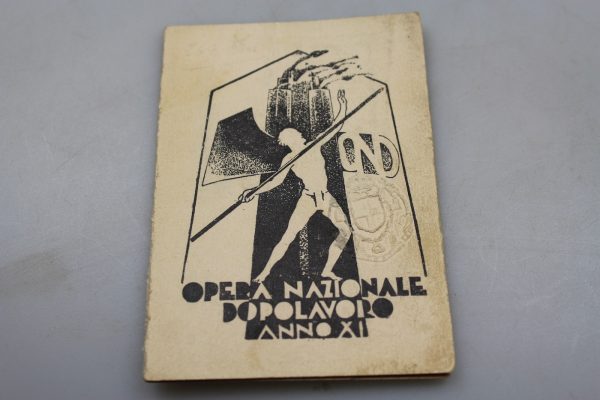 OND
OPERA NAZIONALE
DOPOLAVORO
ANNO XI